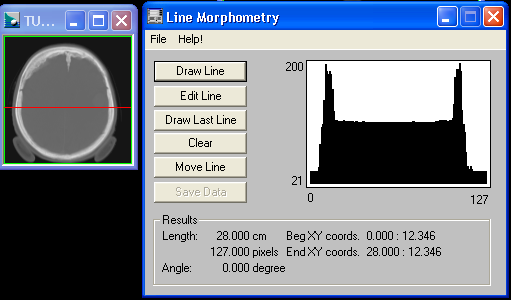 TU...
Line Morphometry
File Help!
Draw Line
Edit Line
Draw Last Line
Clear
Move Line
Save Data
200
21
0 127
Results
Length: 28.000 cm Beg XY coords. 0.000 : 12.346
127.000 pixels End XY coords. 28.000 : 12.346
Angle: 0.000 degree